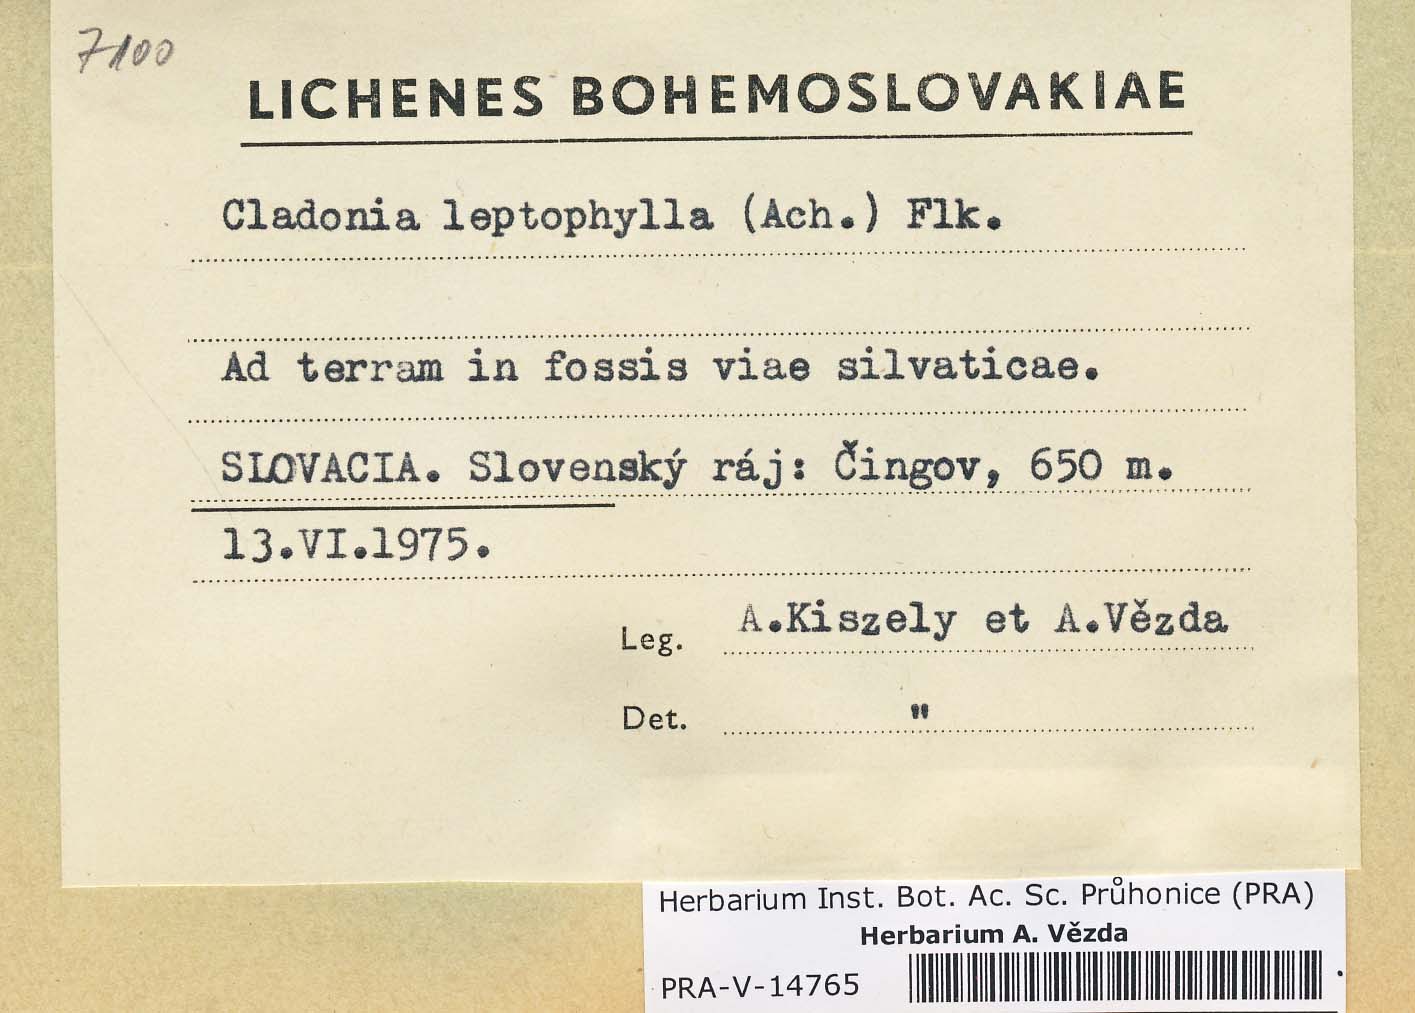 7100
LICHENES BOHEMOSLOVAKIAE
Cladonia leptophylla (Ach.) Flk.
Ad terram in fossis viae silvaticae.
SLOVACIA. Slovenský ráj: Čingov, 650 m.
13.VI.1975.
Leg. A.Kiszely et A.Vězda
Det. "
Herbarium Inst. Bot. Ac. Sc. Průhonice (PRA)
Herbarium A. Vězda
PRA-V-14765